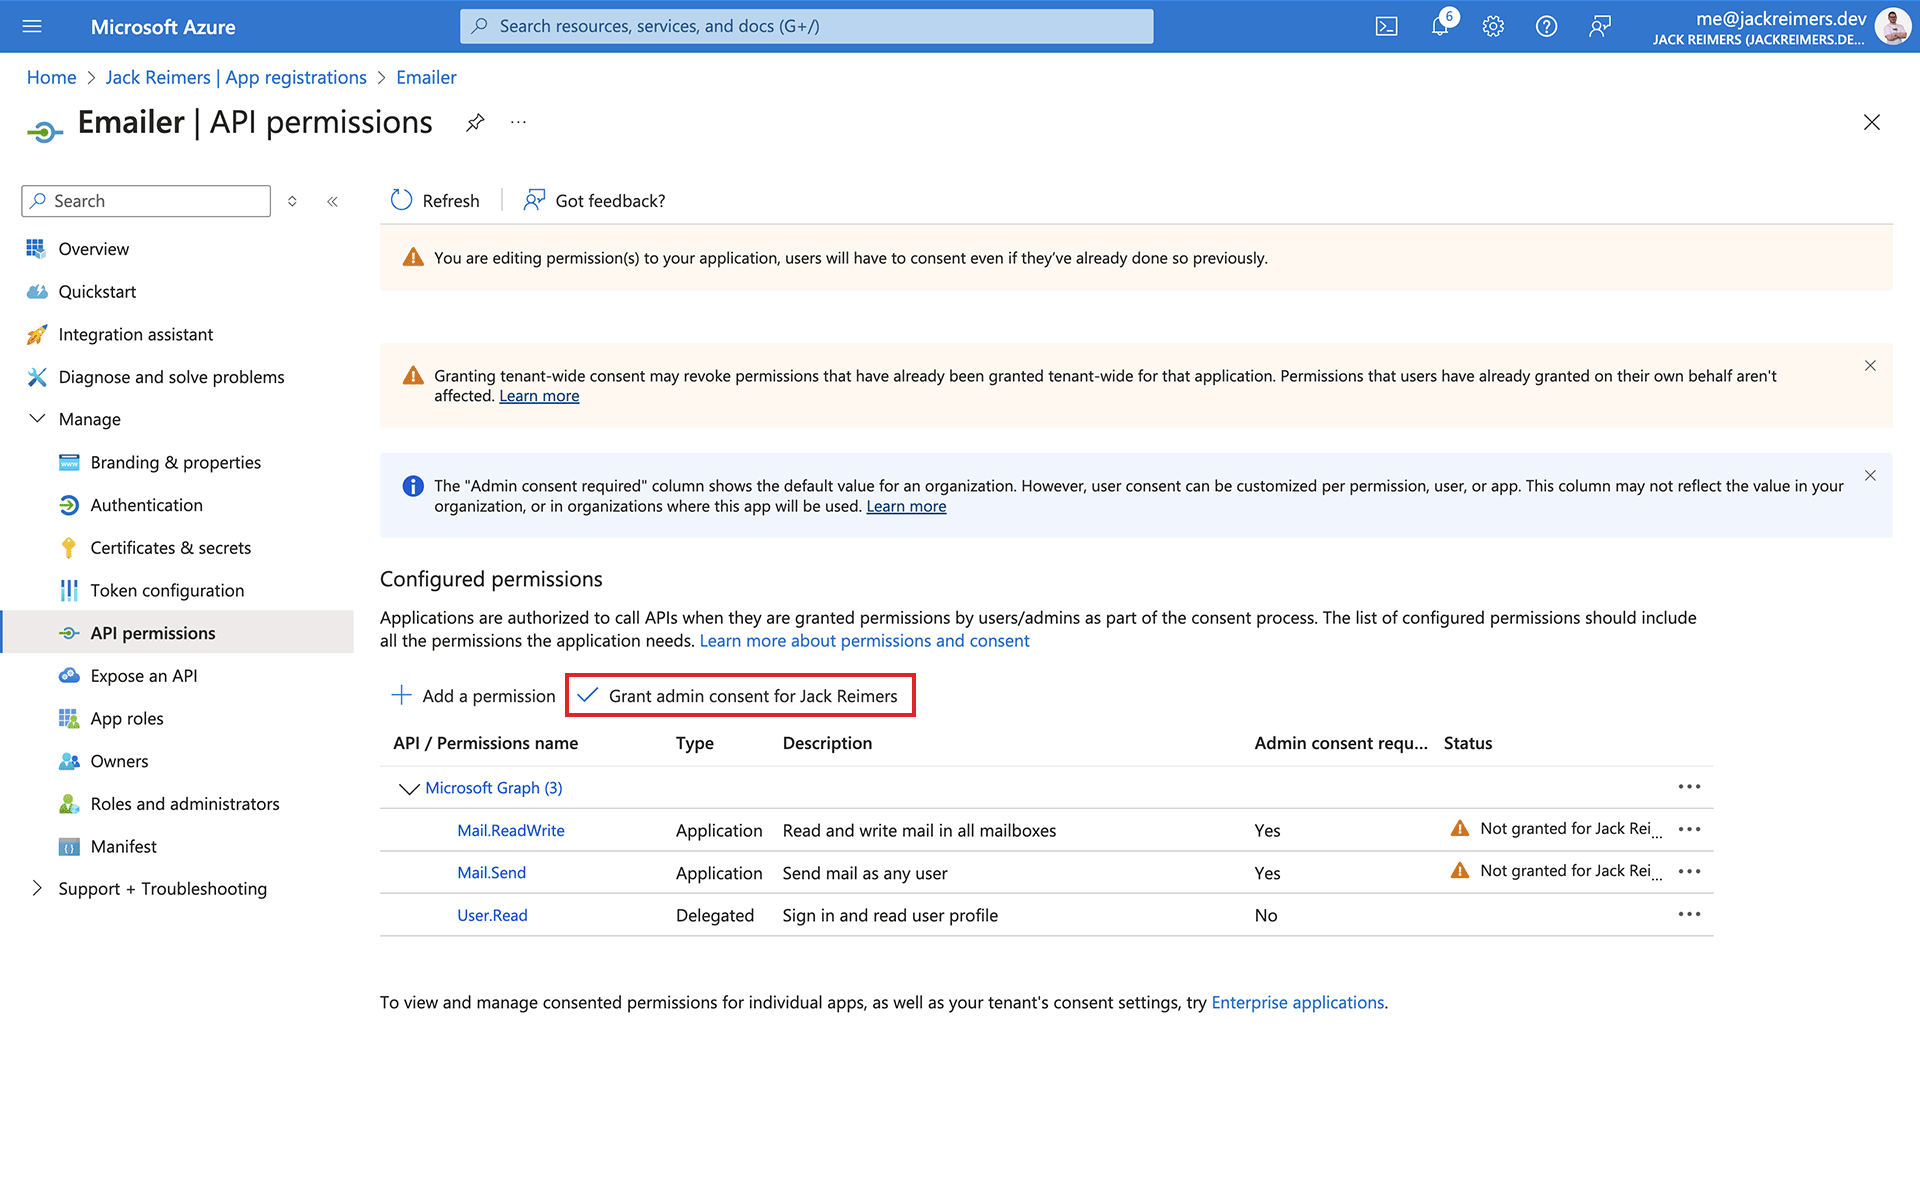 Microsoft Azure
Search resources, services, and docs (G+/)
6
me@jackreimers.dev
JACK REIMERS (JACKREIMERS.DE...
Home > Jack Reimers | App registrations > Emailer
Emailer | API permissions ...
Search
Refresh
Got feedback?
Overview
Quickstart
Integration assistant
Diagnose and solve problems
Manage
Branding & properties
Authentication
Certificates & secrets
Token configuration
API permissions
Expose an API
App roles
Owners
Roles and administrators
Manifest
Support + Troubleshooting
You are editing permission(s) to your application, users will have to consent even if they’ve already done so previously.
Granting tenant-wide consent may revoke permissions that have already been granted tenant-wide for that application. Permissions that users have already granted on their own behalf aren't
affected. Learn more
The "Admin consent required" column shows the default value for an organization. However, user consent can be customized per permission, user, or app. This column may not reflect the value in your
organization, or in organizations where this app will be used. Learn more
Configured permissions
Applications are authorized to call APIs when they are granted permissions by users/admins as part of the consent process. The list of configured permissions should include
all the permissions the application needs. Learn more about permissions and consent
Add a permission
Grant admin consent for Jack Reimers
API / Permissions name Type Description Admin consent requ... Status
Microsoft Graph (3)
Mail.ReadWrite Application Read and write mail in all mailboxes Yes Not granted for Jack Rei...
Mail.Send Application Send mail as any user Yes Not granted for Jack Rei...
User.Read Delegated Sign in and read user profile No
To view and manage consented permissions for individual apps, as well as your tenant's consent settings, try Enterprise applications.